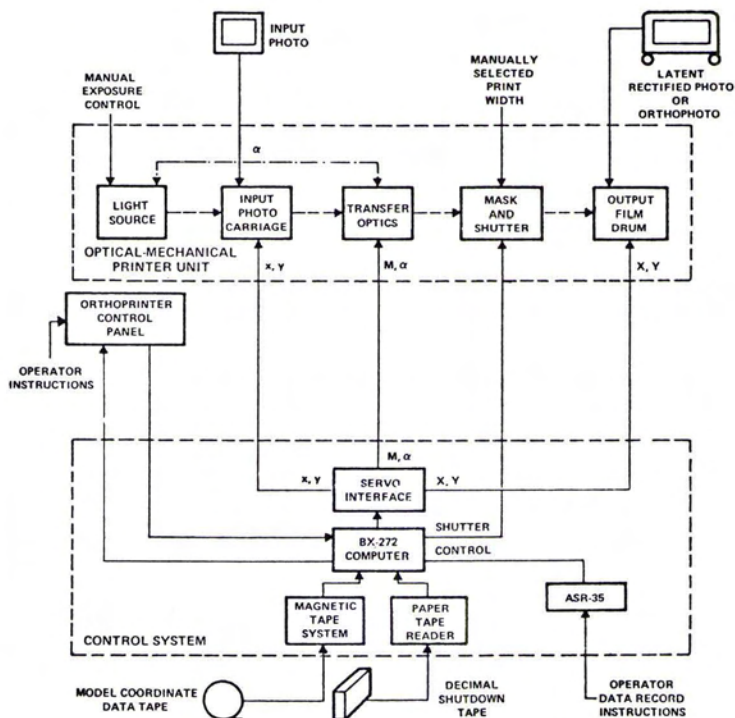 INPUT
PHOTO
MANUAL
EXPOSURE
CONTROL
MANUALLY
SELECTED
PRINT
WIDTH
LATENT
RECTIFIED PHOTO
OR
ORTHOPHOTO
α
LIGHT
SOURCE
INPUT
PHOTO
CARRIAGE
TRANSFER
OPTICS
MASK
AND
SHUTTER
OUTPUT
FILM
DRUM
OPTICAL-MECHANICAL
PRINTER UNIT
x, y
M, α
X, Y
ORTHOPRINTER
CONTROL
PANEL
OPERATOR
INSTRUCTIONS
M, α
x, y
SERVO
INTERFACE
X, Y
BX-272
COMPUTER
SHUTTER
CONTROL
MAGNETIC
TAPE
SYSTEM
PAPER
TAPE
READER
ASR-35
CONTROL SYSTEM
MODEL COORDINATE
DATA TAPE
DECIMAL
SHUTDOWN
TAPE
OPERATOR
DATA RECORD
INSTRUCTIONS